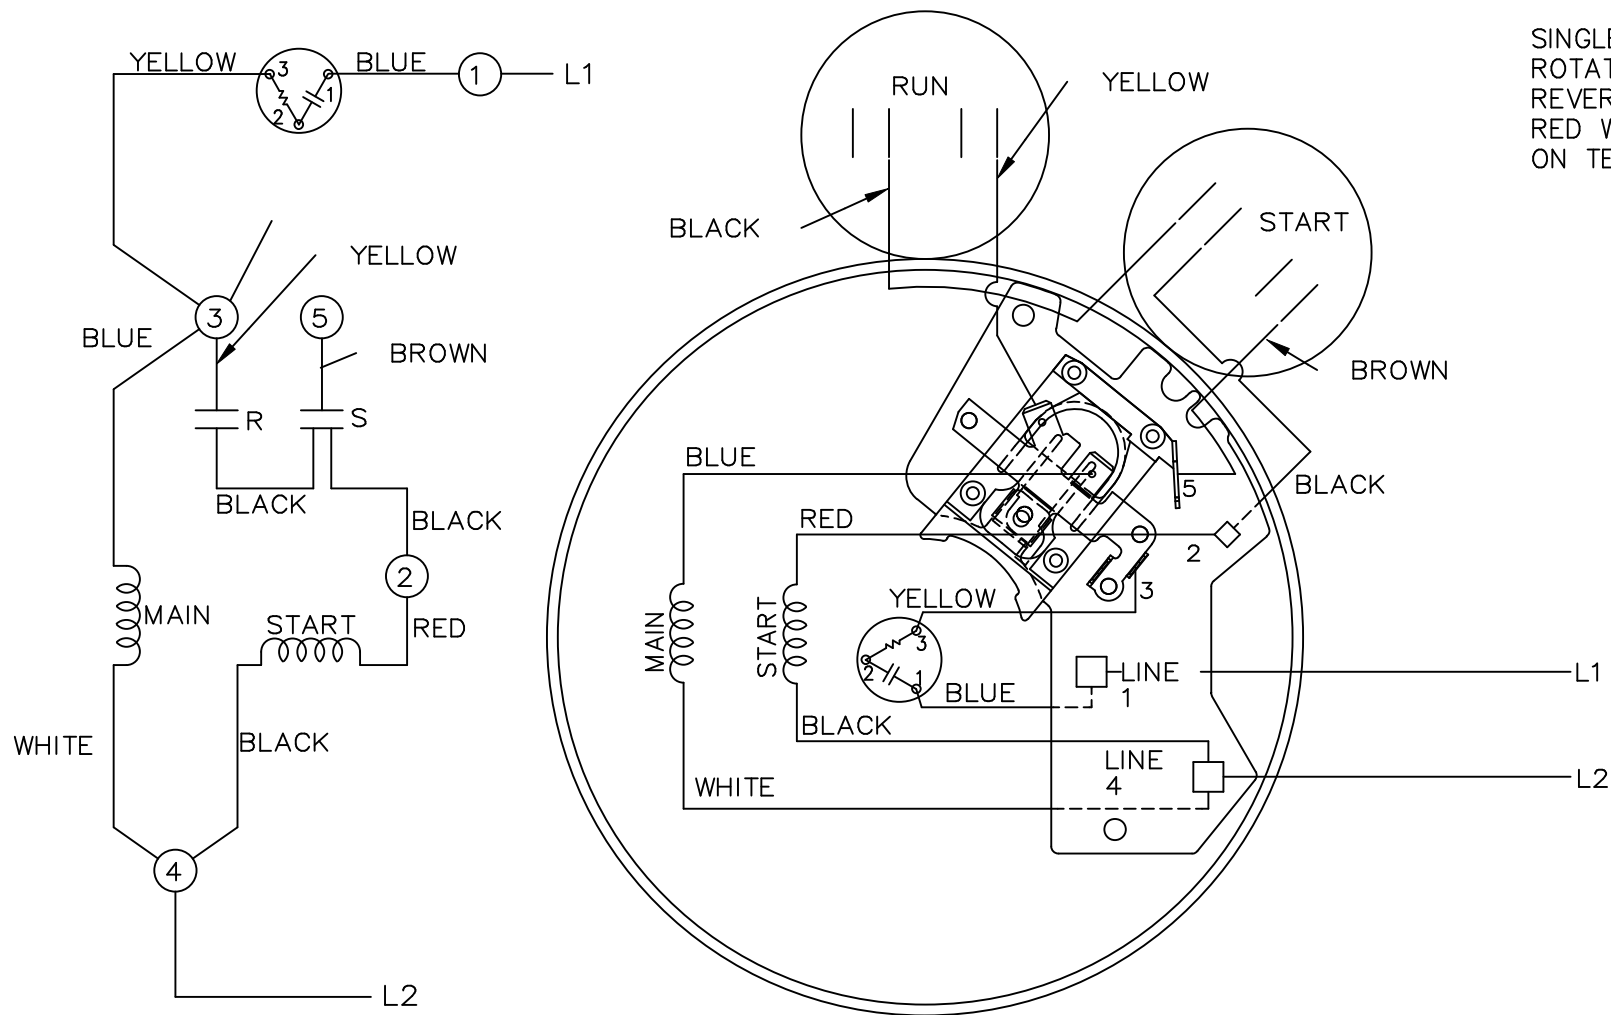 YELLOW
BLUE
1
L1
3
1
2
YELLOW
BLUE
3
5
BROWN
R
S
BLACK
BLACK
2
MAIN
START
RED
WHITE
BLACK
4
L2
RUN
YELLOW
BLACK
START
BROWN
BLUE
5
BLACK
RED
2
3
YELLOW
MAIN
START
3
2
1
BLUE
LINE
1
L1
BLACK
LINE
4
L2
WHITE
ROTAT
RED W
ON TE